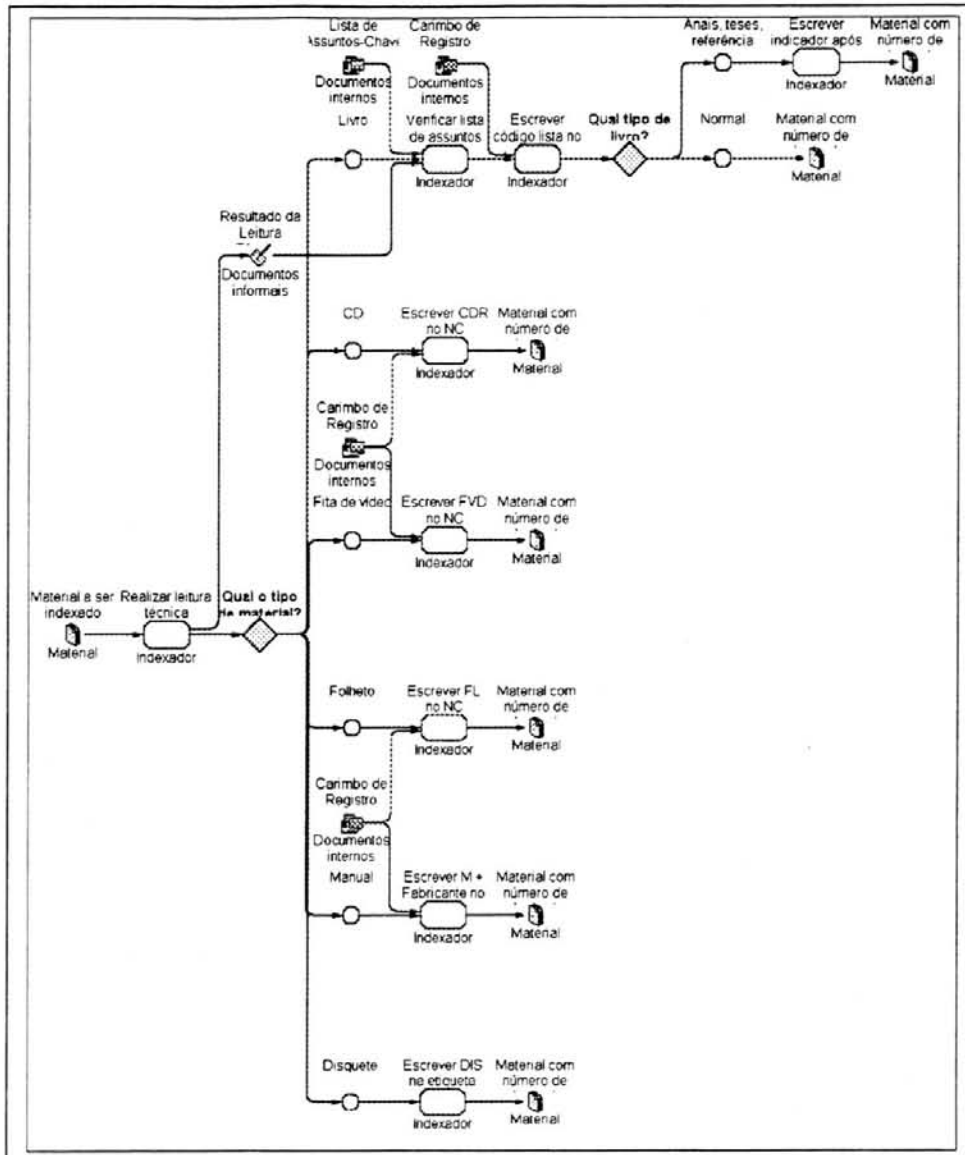 Lista de
Assuntos-Chav
Documentos
internos
Carimbo de
Registro
Documentos
internos
Anais, teses,
referência
Escrever
indicador após
Indexador
Material com
número de
Material
Livro
Verificar lista
de assuntos
Indexador
Escrever
código lista no
Indexador
Qual tipo de
livro?
Normal
Material com
número de
Material
Resultado da
Leitura
Documentos
informais
CD
Escrever CDR
no NC
Indexador
Material com
número de
Material
Carimbo de
Registro
Documentos
internos
Fita de vídeo
Escrever FVD
no NC
Indexador
Material com
número de
Material
Material a ser
indexado
Material
Realizar leitura
técnica
Indexador
Qual o tipo
de material?
Folheto
Escrever FL
no NC
Indexador
Material com
número de
Material
Carimbo de
Registro
Documentos
internos
Manual
Escrever M +
Fabricante no
Indexador
Material com
número de
Material
Disquete
Escrever DIS
na etiqueta
Indexador
Material com
número de
Material